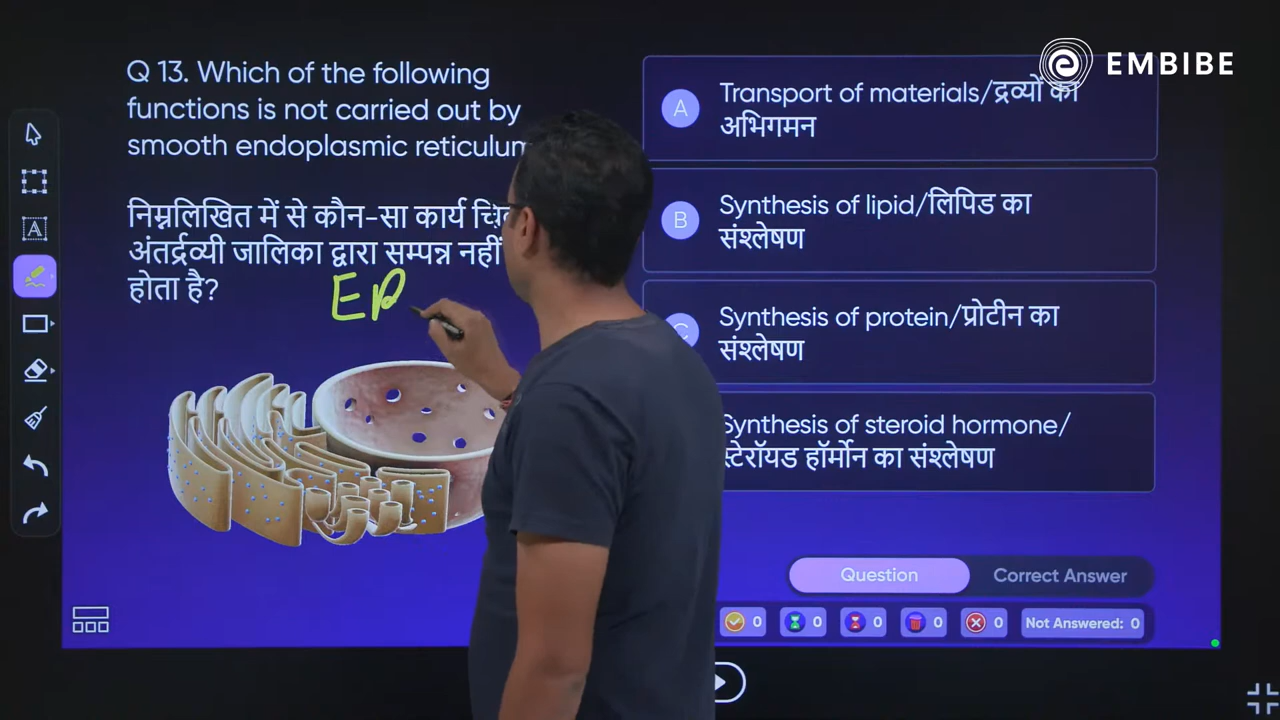 EMBIBE
Q 13. Which of the following
functions is not carried out by
smooth endoplasmic reticulum
निम्नलिखित में से कौन-सा कार्य
अंतर्द्रव्यी जालिका द्वारा सम्पन्न नहीं
होता है?
ER
A
Transport of materials/द्रव्यों का
अभिगमन
B
Synthesis of lipid/लिपिड का
संश्लेषण
C
Synthesis of protein/प्रोटीन का
संश्लेषण
Synthesis of steroid hormone/
स्टेरॉयड हॉर्मोन का संश्लेषण
Question
Correct Answer
0
0
0
0
0
Not Answered: 0
A